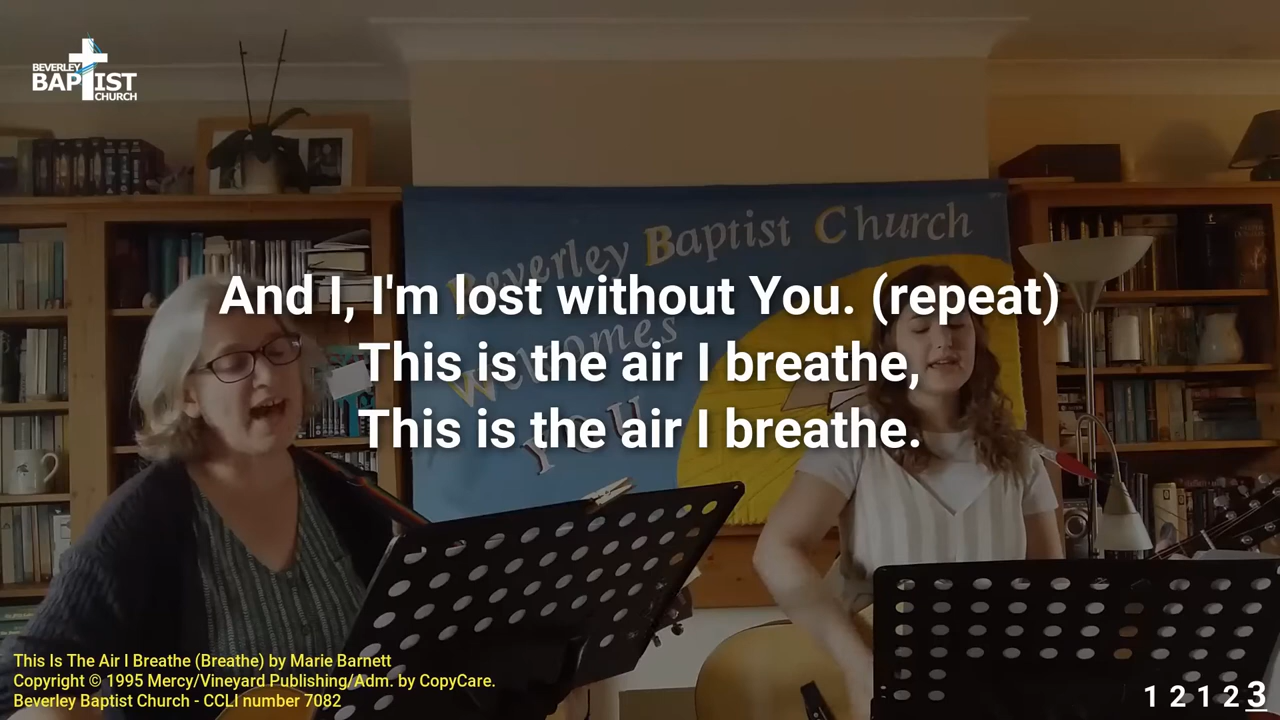 BEVERLEY
BAPTIST
CHURCH
Beverley Baptist Church
Welcomes
YOU
And I, I'm lost without You. (repeat)
This is the air I breathe,
This is the air I breathe.
This Is The Air I Breathe (Breathe) by Marie Barnett
Copyright © 1995 Mercy/Vineyard Publishing/Adm. by CopyCare.
Beverley Baptist Church - CCLI number 7082
1 2 1 2 3